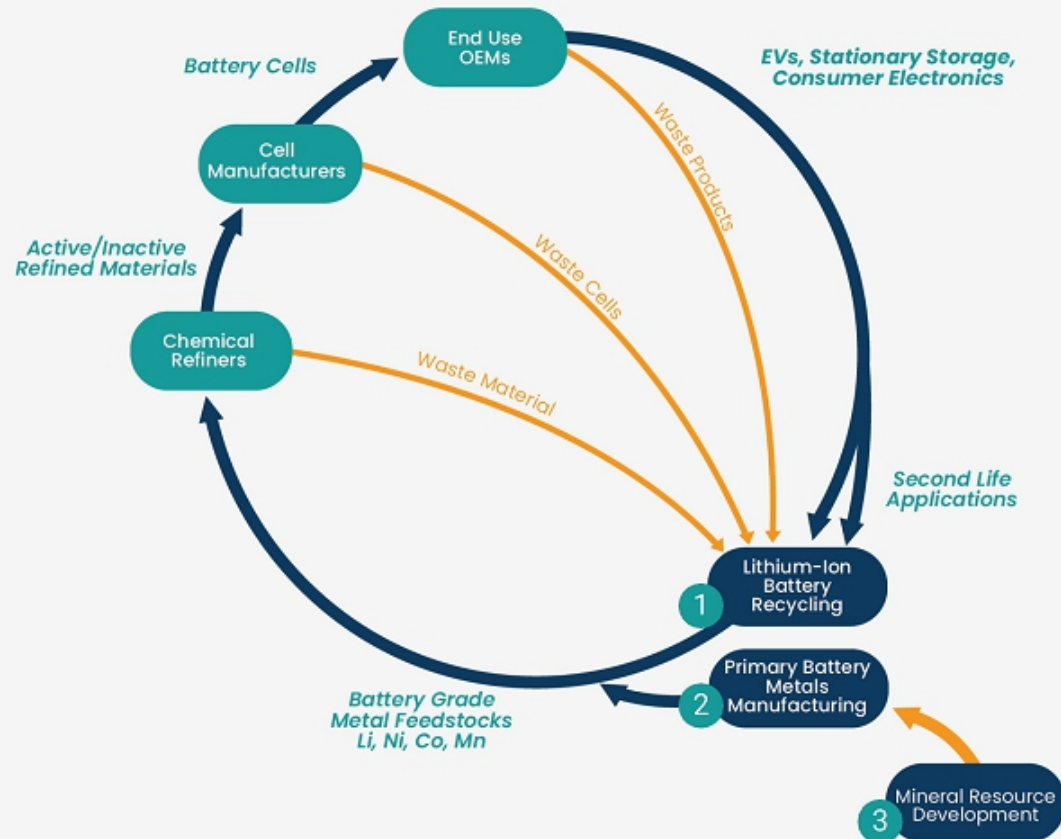 End Use
OEMs
Battery Cells
EVs, Stationary Storage,
Consumer Electronics
Waste Products
Cell
Manufacturers
Waste Cells
Active/Inactive
Refined Materials
Chemical
Refiners
Waste Material
Second Life
Applications
Lithium-Ion
Battery
Recycling
1
Primary Battery
Metals
Manufacturing
2
Battery Grade
Metal Feedstocks
Li, Ni, Co, Mn
Mineral Resource
Development
3